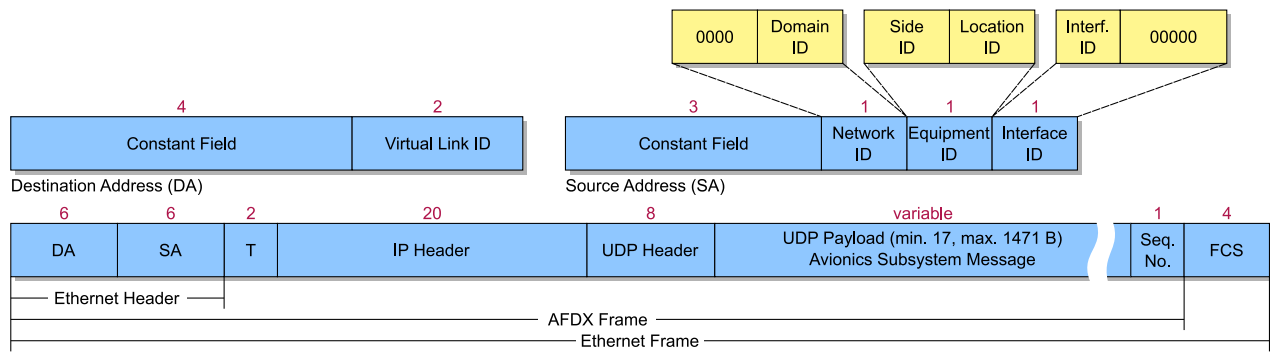 0000
Domain
ID
Side
ID
Location
ID
Interf.
ID
00000
4
2
3
1
1
1
Constant Field
Virtual Link ID
Constant Field
Network
ID
Equipment
ID
Interface
ID
Destination Address (DA)
Source Address (SA)
6
6
2
20
8
variable
1
4
DA
SA
T
IP Header
UDP Header
UDP Payload (min. 17, max. 1471 B)
Avionics Subsystem Message
Seq.
No.
FCS
Ethernet Header
AFDX Frame
Ethernet Frame